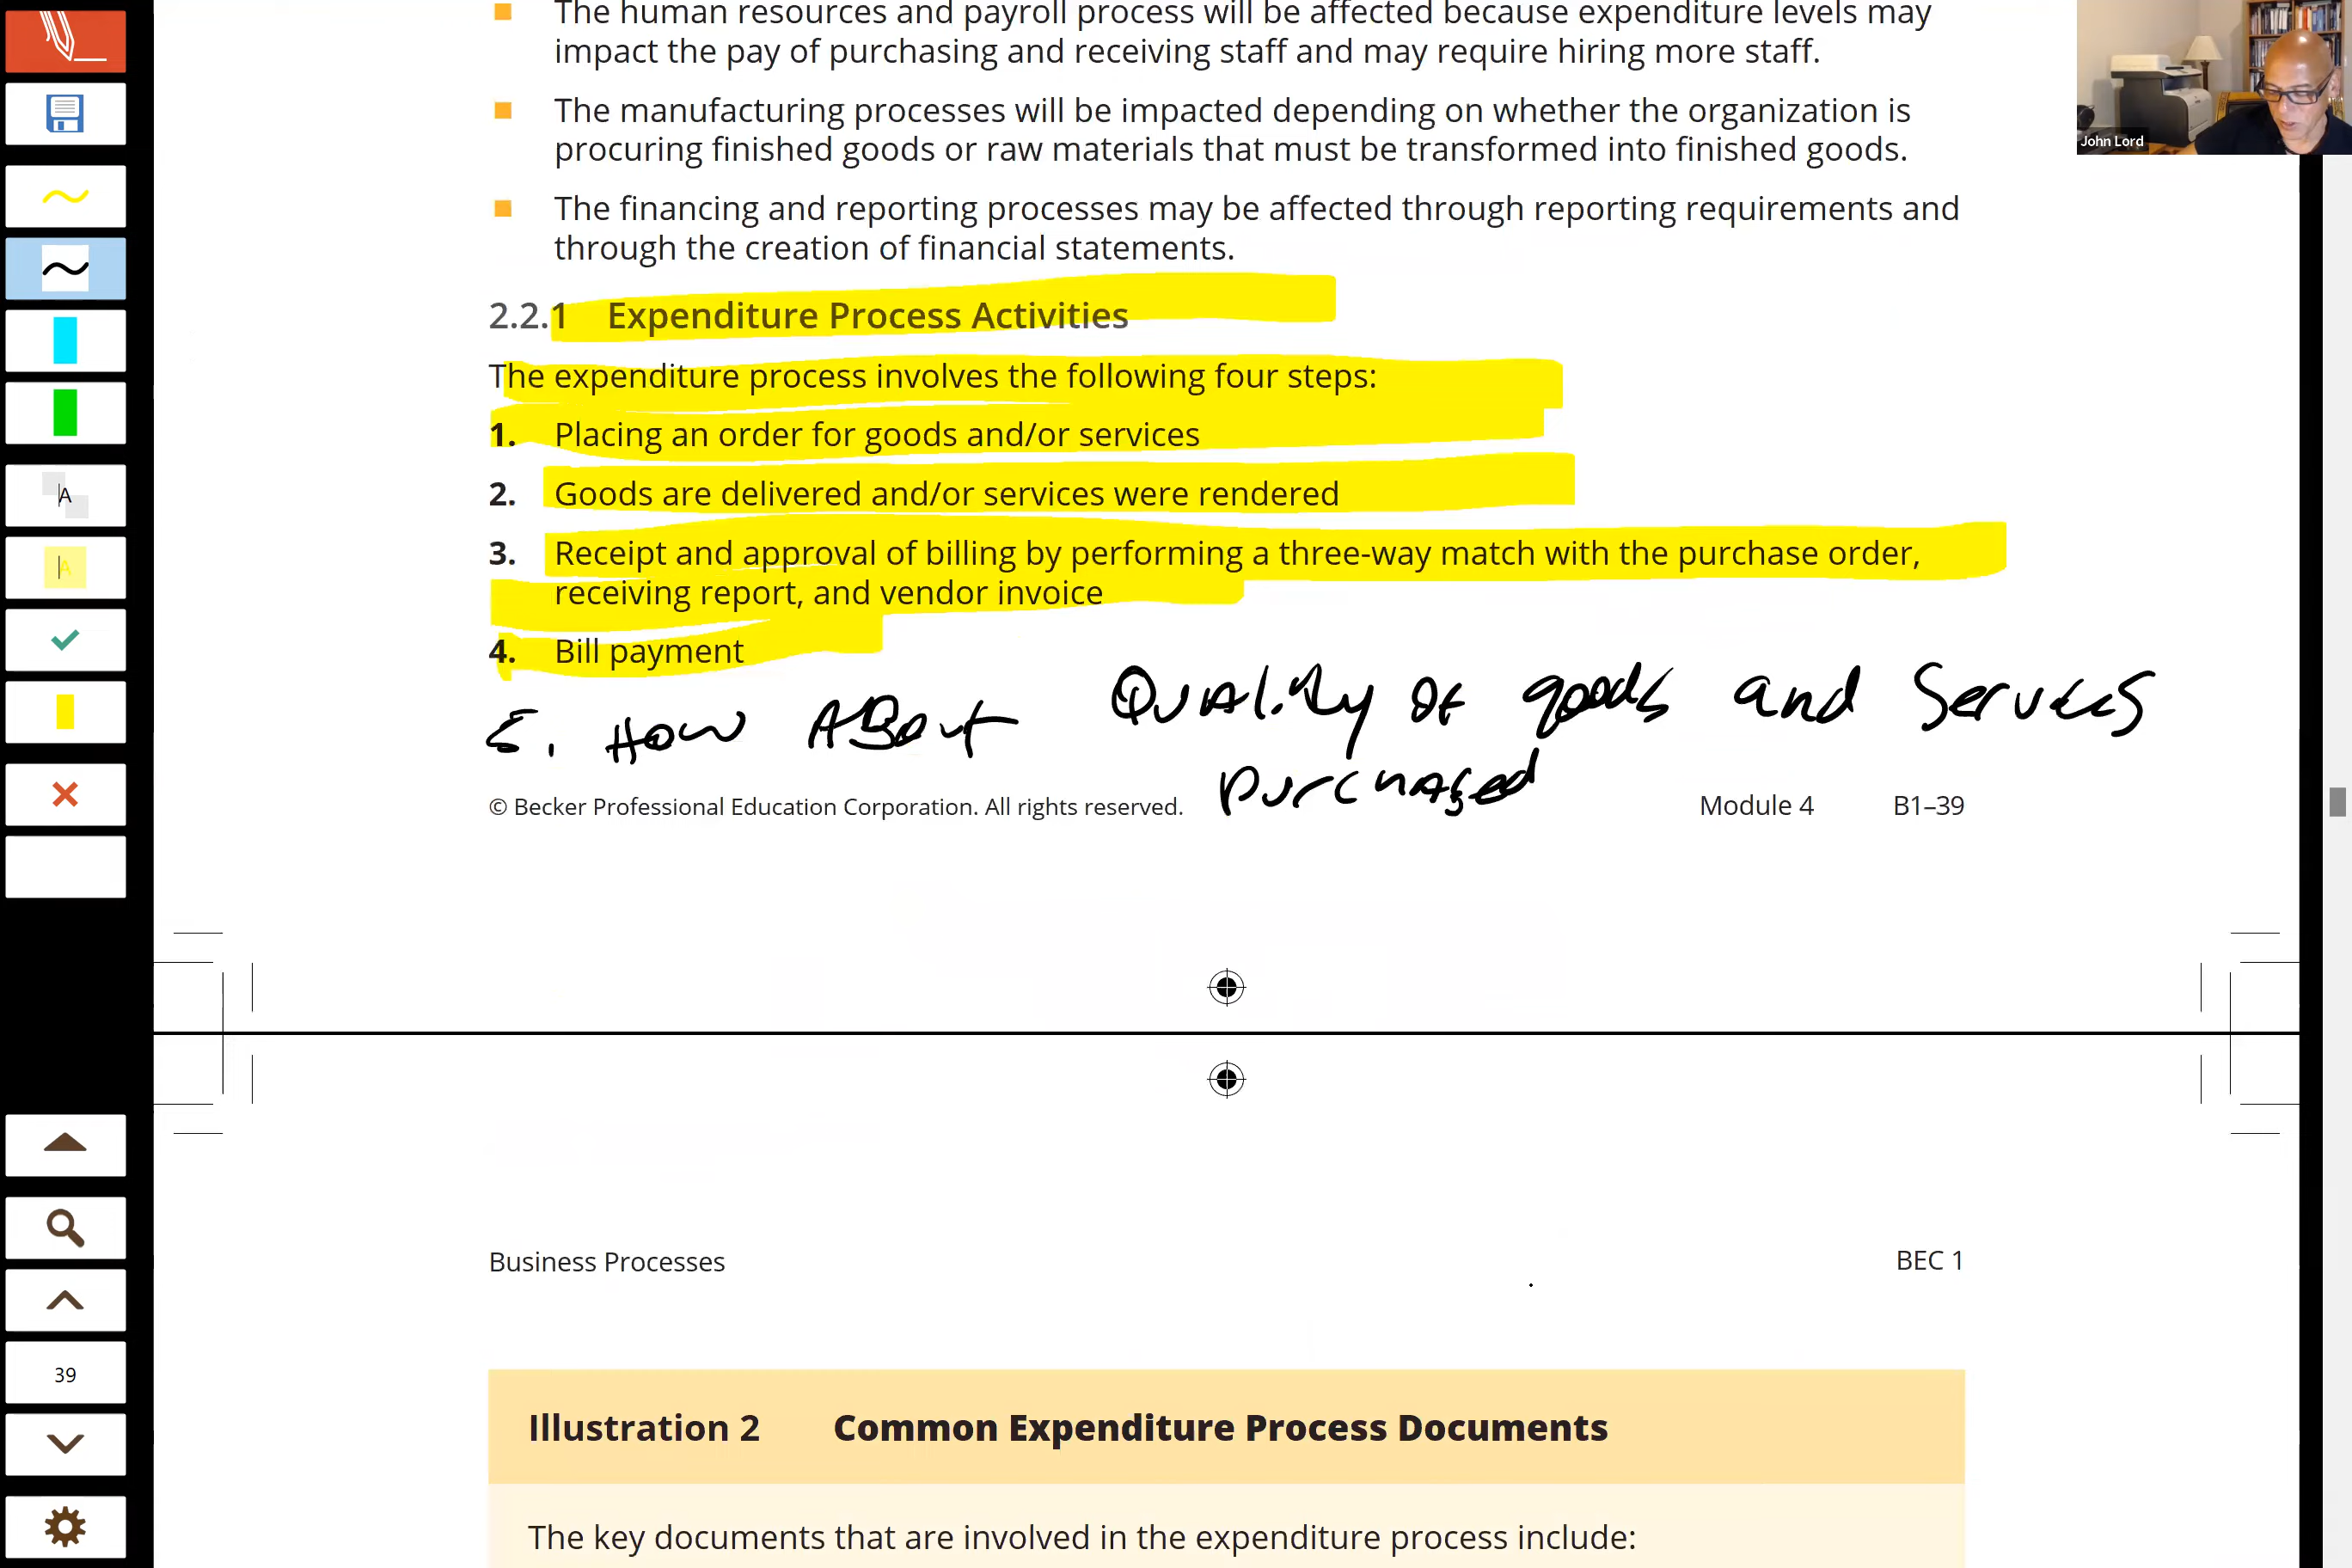 The human resources and payroll process will be affected because expenditure levels may
impact the pay of purchasing and receiving staff and may require hiring more staff.
The manufacturing processes will be impacted depending on whether the organization is
procuring finished goods or raw materials that must be transformed into finished goods.
The financing and reporting processes may be affected through reporting requirements and
through the creation of financial statements.
John Lord
2.2.1 Expenditure Process Activities
The expenditure process involves the following four steps:
1. Placing an order for goods and/or services
2. Goods are delivered and/or services were rendered
3. Receipt and approval of billing by performing a three-way match with the purchase order,
receiving report, and vendor invoice
4. Bill payment
5. How About Quality of goods and Services
purchased
© Becker Professional Education Corporation. All rights reserved. Module 4 B1–39
Business Processes BEC 1
Illustration 2 Common Expenditure Process Documents
The key documents that are involved in the expenditure process include:
A
A
39